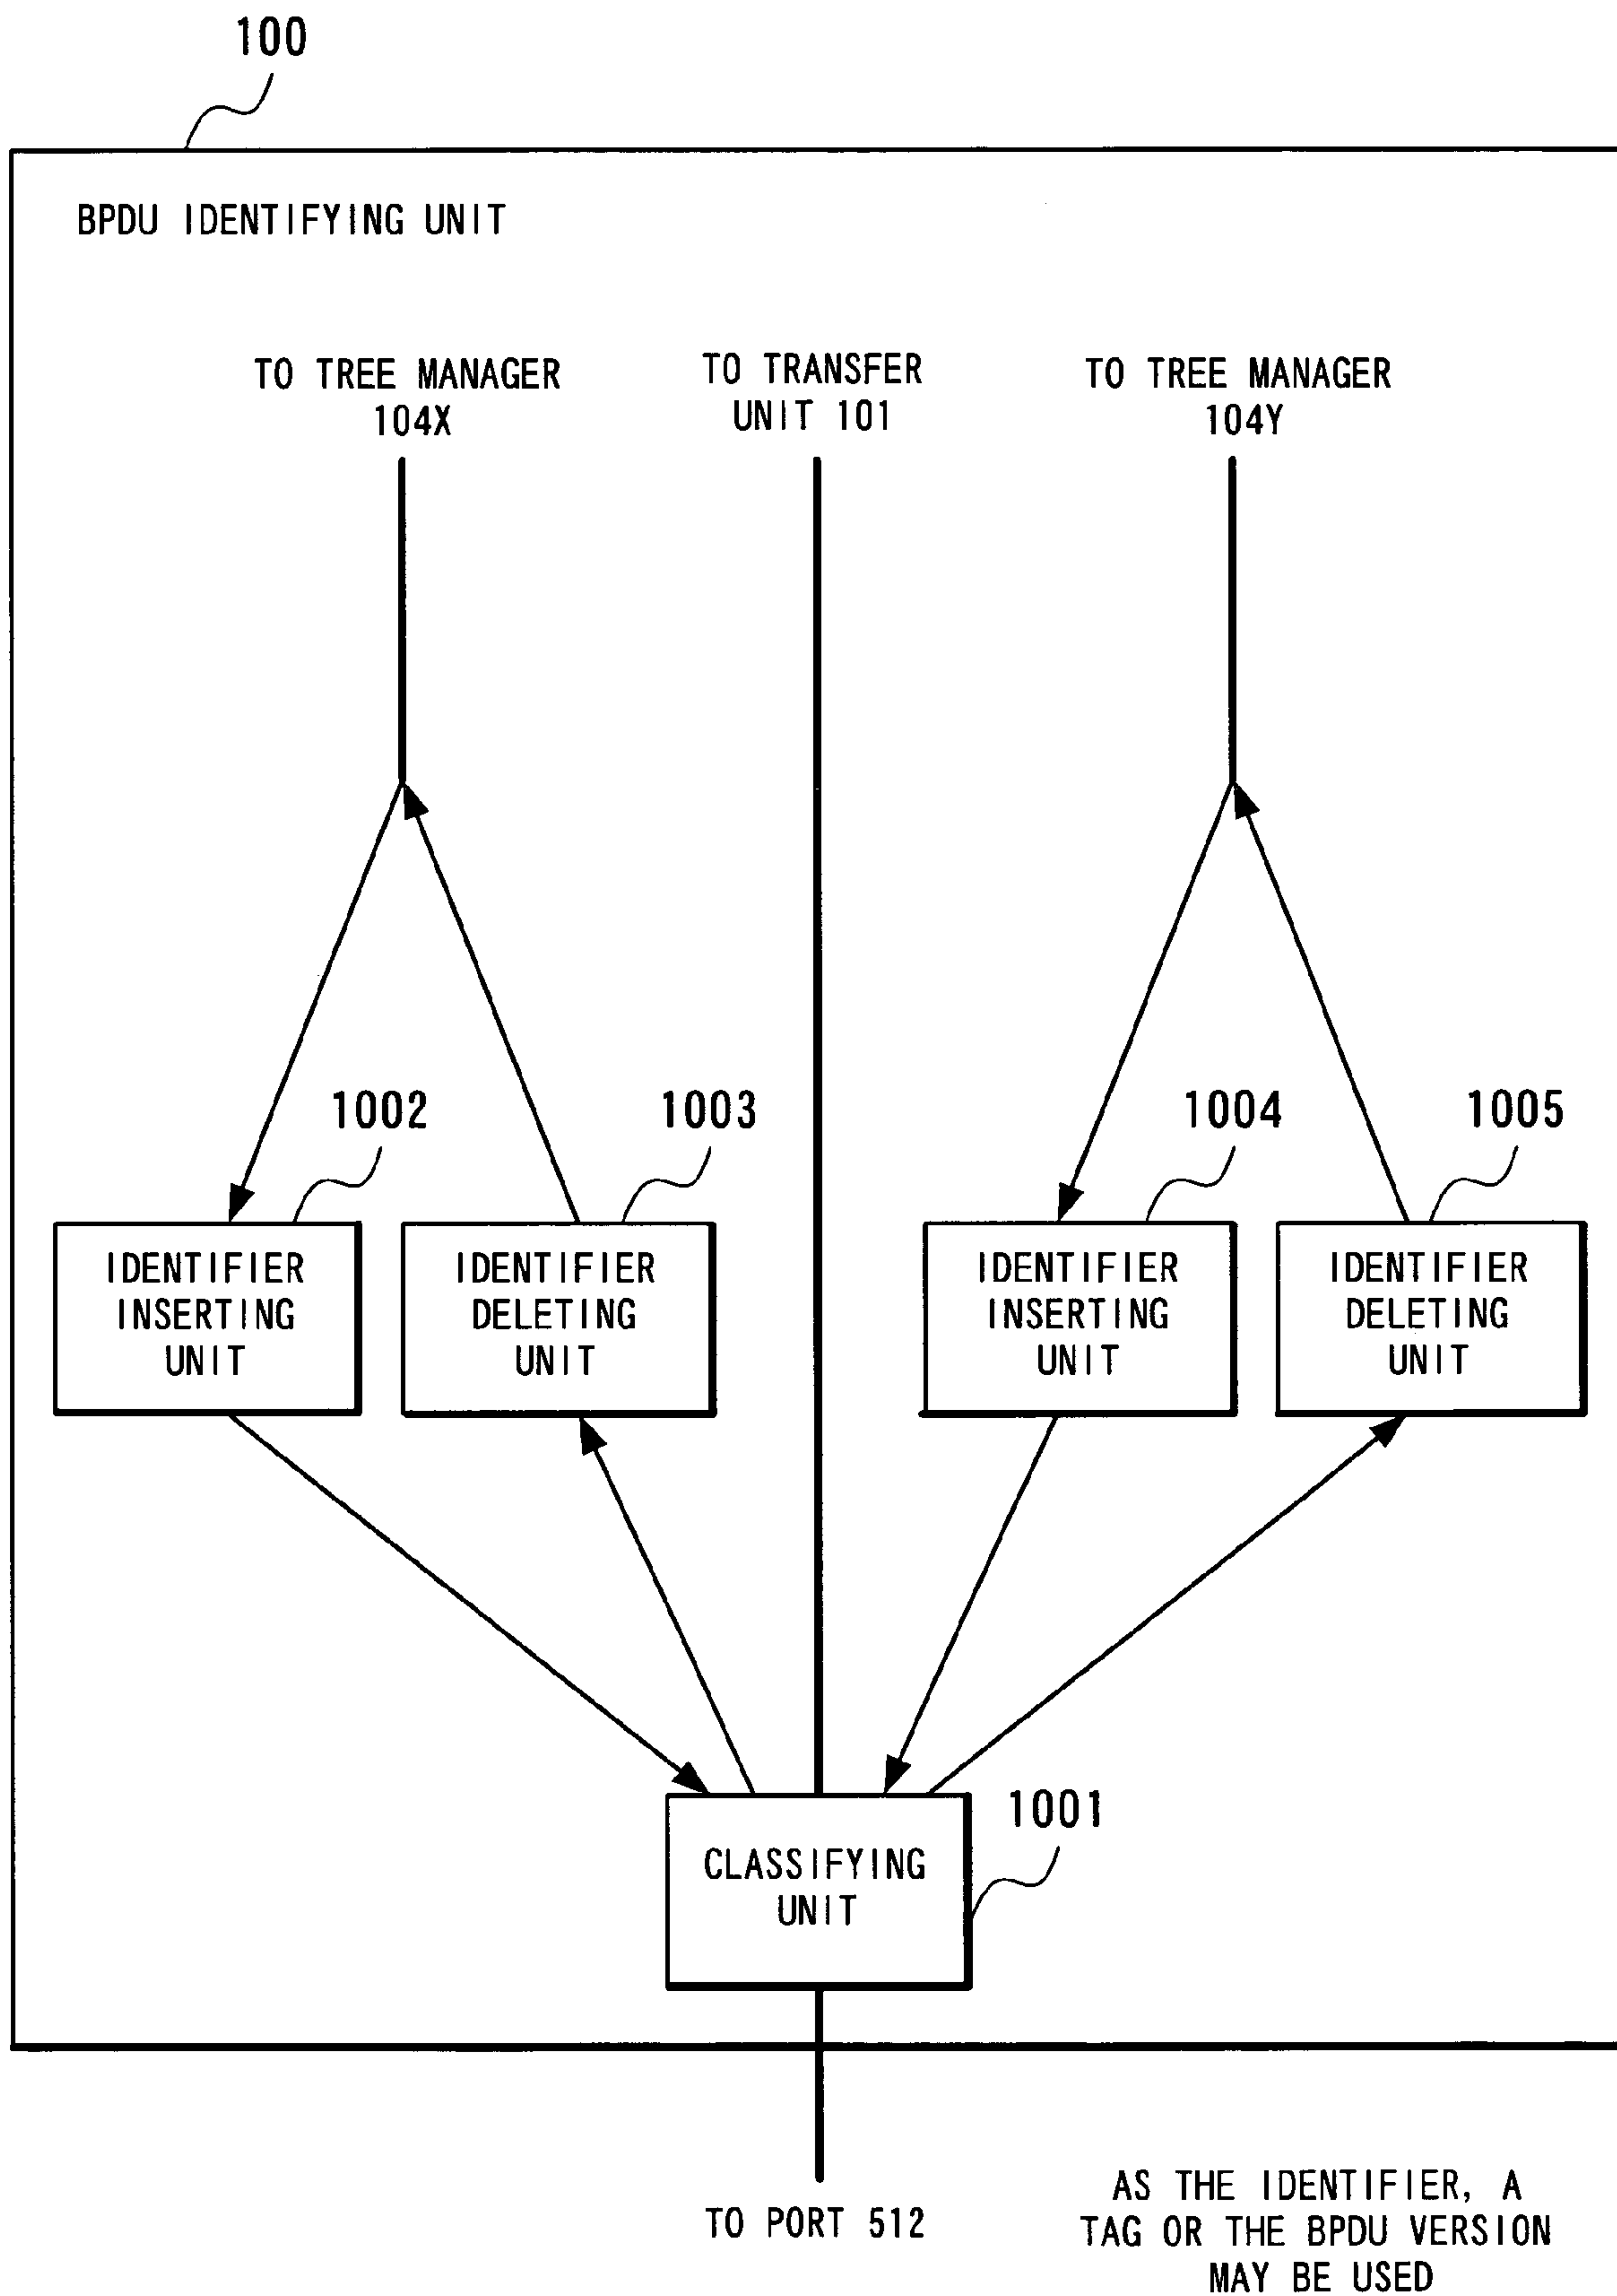 100
BPDU IDENTIFYING UNIT
TO TREE MANAGER
104X
TO TRANSFER
UNIT 101
TO TREE MANAGER
104Y
1002
1003
1004
1005
IDENTIFIER
INSERTING
UNIT
IDENTIFIER
DELETING
UNIT
IDENTIFIER
INSERTING
UNIT
IDENTIFIER
DELETING
UNIT
1001
CLASSIFYING
UNIT
TO PORT 512
AS THE IDENTIFIER, A
TAG OR THE BPDU VERSION
MAY BE USED